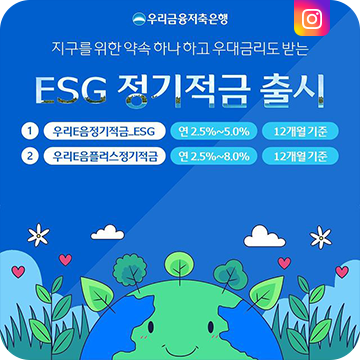 우리금융저축은행
지구를 위한 약속 하나 하고 우대금리도 받는
ESG 정기적금 출시
1 우리E음정기적금_ESG 연 2.5%~5.0% 12개월 기준
2 우리E음플러스정기적금 연 2.5%~8.0% 12개월 기준